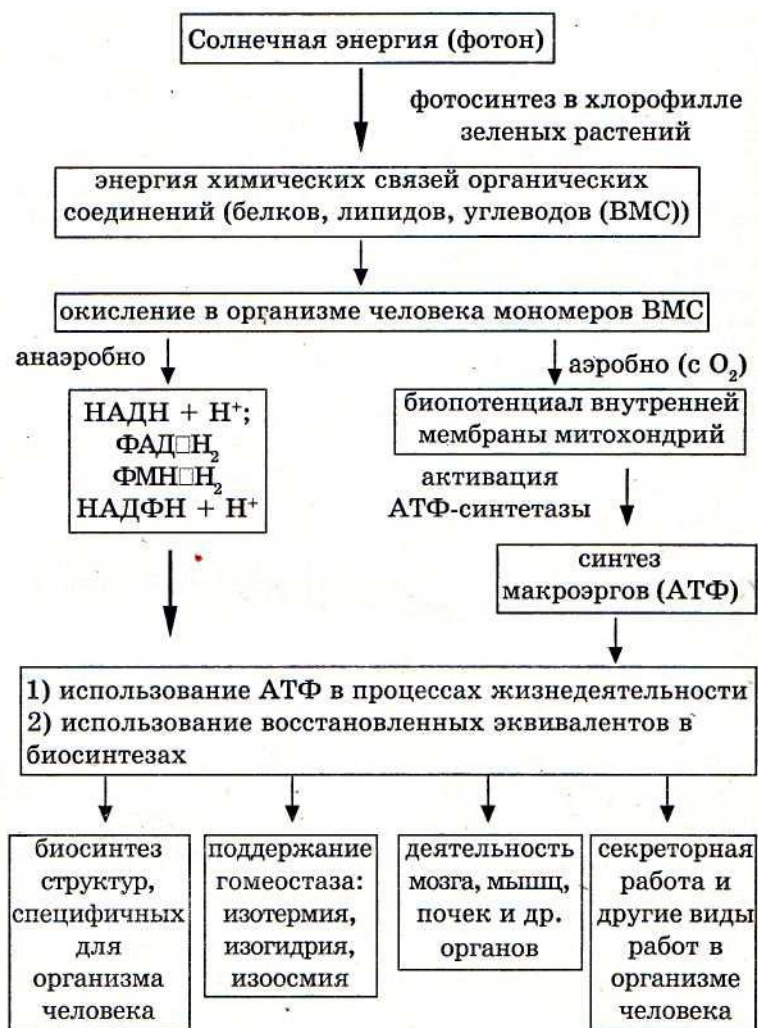 Солнечная энергия (фотон)
фотосинтез в хлорофилле
зеленых растений
энергия химических связей органических
соединений (белков, липидов, углеводов (ВМС))
окисление в организме человека мономеров ВМС
анаэробно
аэробно (с O₂)
НАДН + Н⁺;
ФАД□Н₂
ФМН□Н₂
НАДФН + Н⁺
биопотенциал внутренней
мембраны митохондрий
активация
АТФ-синтетазы
синтез
макроэргов (АТФ)
1) использование АТФ в процессах жизнедеятельности
2) использование восстановленных эквивалентов в
биосинтезах
биосинтез
структур,
специфичных
для
организма
человека
поддержание
гомеостаза:
изотермия,
изогидрия,
изоосмия
деятельность
мозга, мышц,
почек и др.
органов
секреторная
работа и
другие виды
работ в
организме
человека